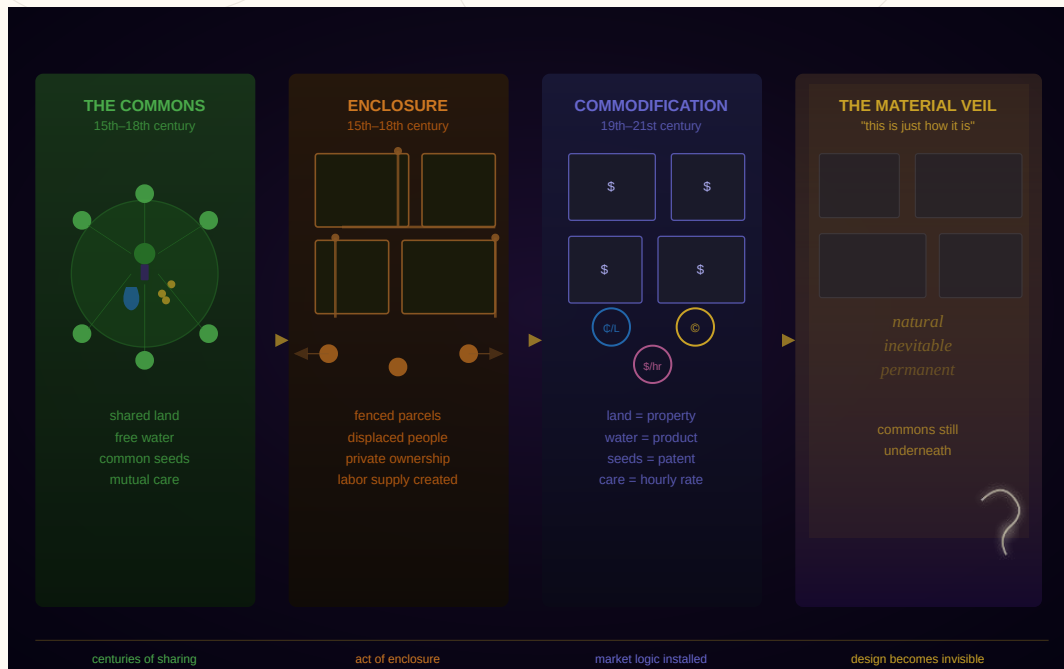 THE COMMONS
15th–18th century
shared land
free water
common seeds
mutual care
centuries of sharing
ENCLOSURE
15th–18th century
fenced parcels
displaced people
private ownership
labor supply created
act of enclosure
COMMODIFICATION
19th–21st century
$
$
$
$
₵/L
©
$/hr
land = property
water = product
seeds = patent
care = hourly rate
market logic installed
THE MATERIAL VEIL
"this is just how it is"
natural
inevitable
permanent
commons still
underneath
design becomes invisible